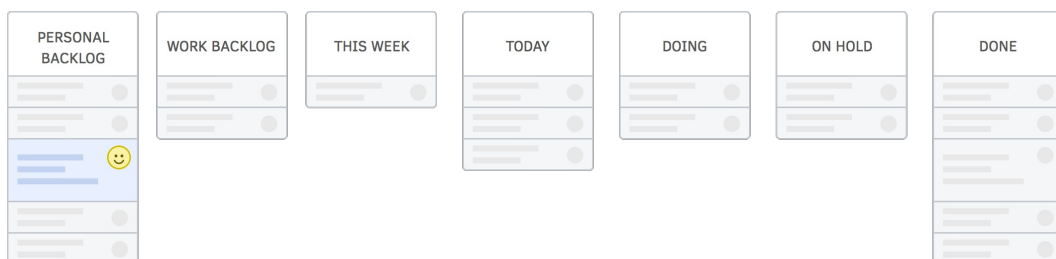 PERSONAL
BACKLOG
WORK BACKLOG
THIS WEEK
TODAY
DOING
ON HOLD
DONE